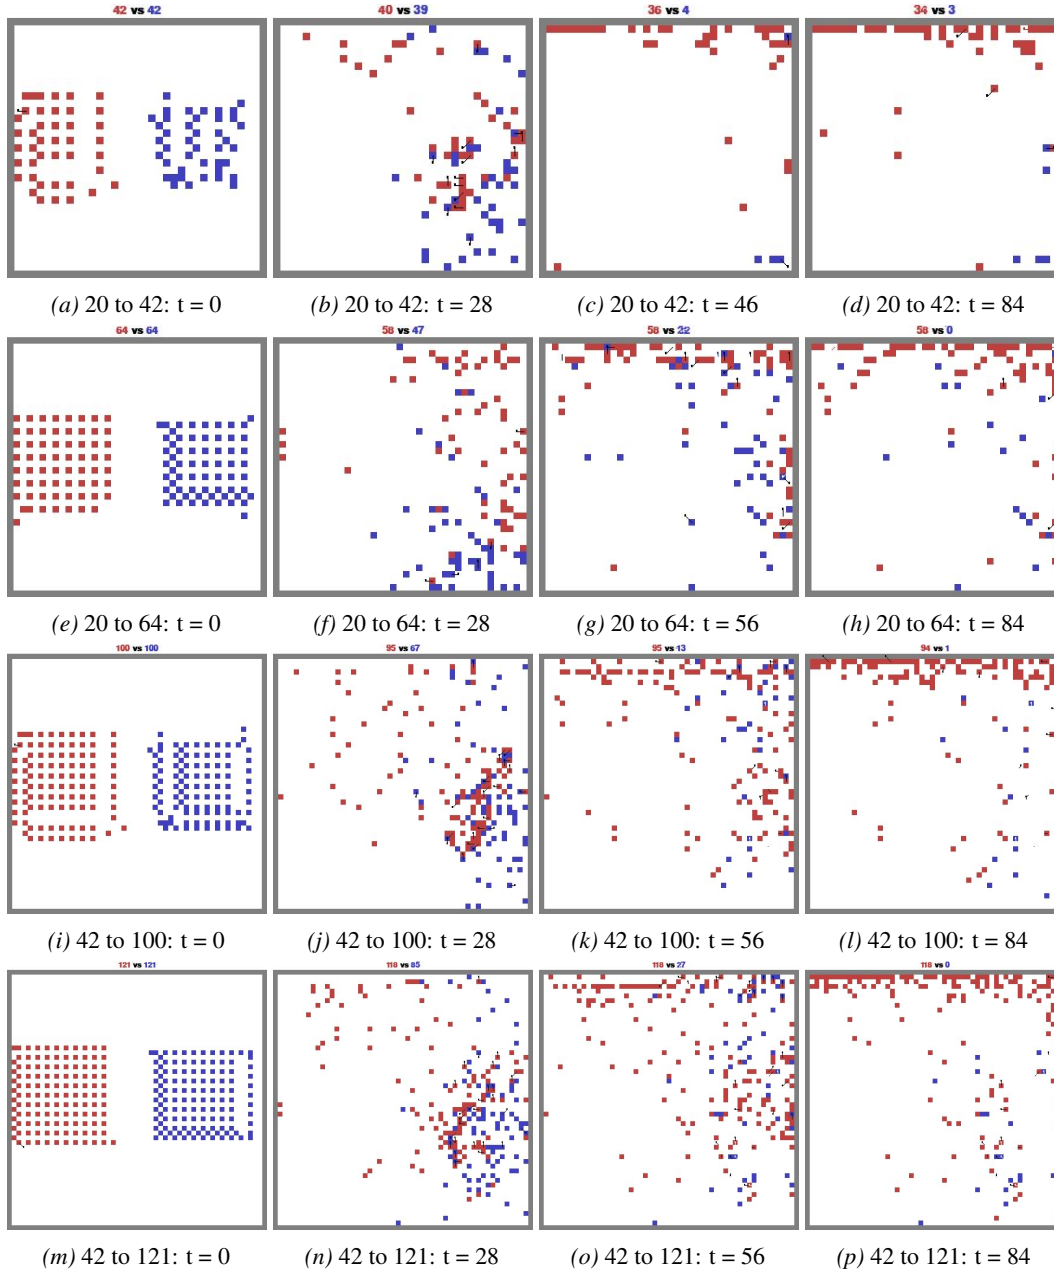 42 vs 42 40 vs 39 36 vs 4 34 vs 3
(a) 20 to 42: t = 0 (b) 20 to 42: t = 28 (c) 20 to 42: t = 46 (d) 20 to 42: t = 84
64 vs 64 58 vs 47 58 vs 22 58 vs 0
(e) 20 to 64: t = 0 (f) 20 to 64: t = 28 (g) 20 to 64: t = 56 (h) 20 to 64: t = 84
100 vs 100 95 vs 67 95 vs 13 94 vs 1
(i) 42 to 100: t = 0 (j) 42 to 100: t = 28 (k) 42 to 100: t = 56 (l) 42 to 100: t = 84
121 vs 121 118 vs 85 118 vs 27 118 vs 0
(m) 42 to 121: t = 0 (n) 42 to 121: t = 28 (o) 42 to 121: t = 56 (p) 42 to 121: t = 84